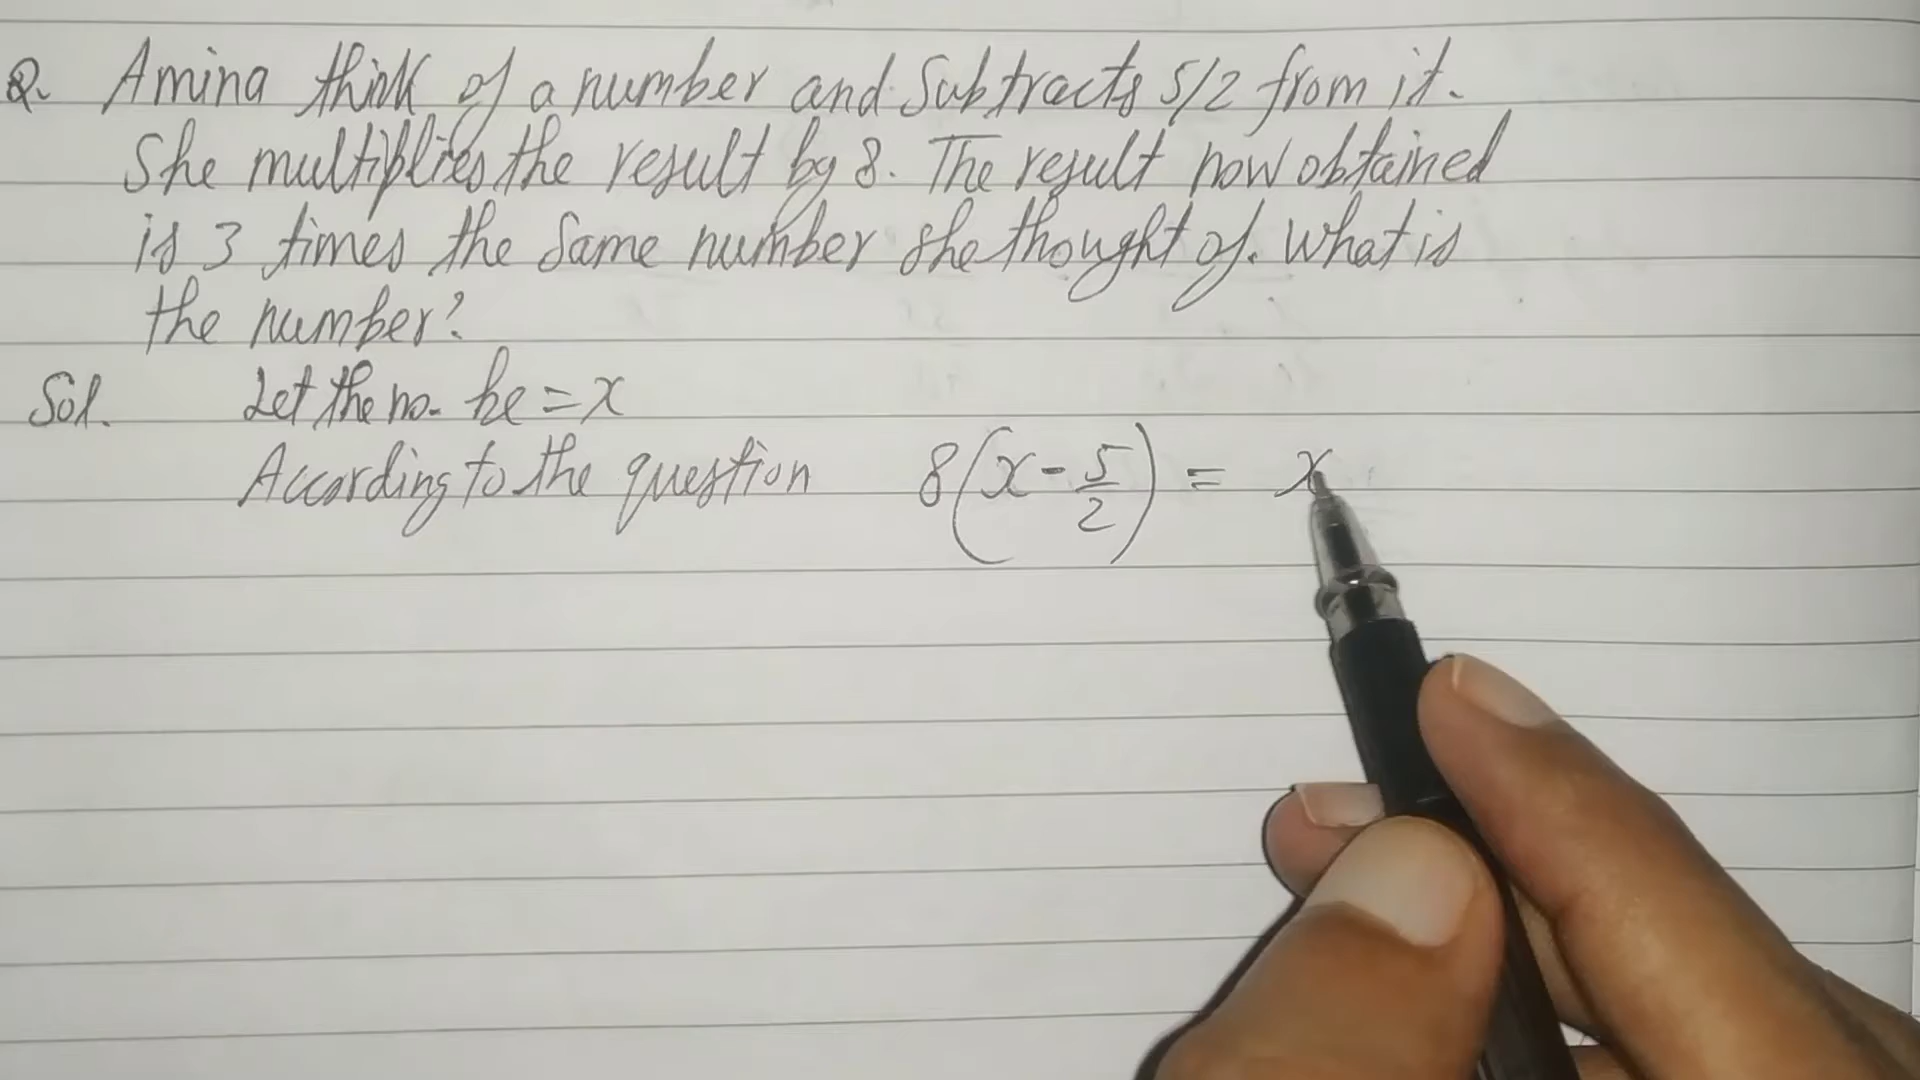 Q. Amina think of a number and Subtracts 5/2 from it.
She multiplies the result by 8. The result now obtained
is 3 times the same number she thought of. What is
the number?
Sol. Let the no. be = x
According to the question 8(x - 5/2) = x